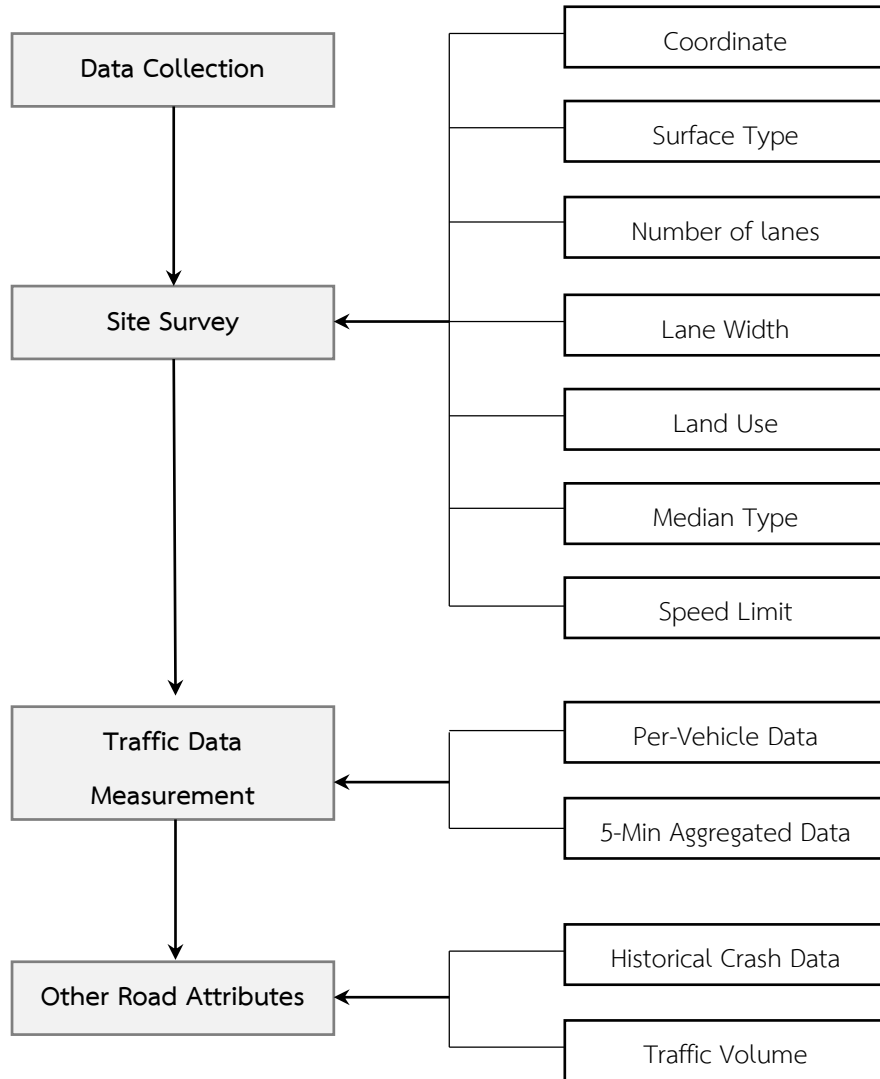 Data Collection
Coordinate
Surface Type
Number of lanes
Site Survey
Lane Width
Land Use
Median Type
Speed Limit
Traffic Data
Measurement
Per-Vehicle Data
5-Min Aggregated Data
Other Road Attributes
Historical Crash Data
Traffic Volume